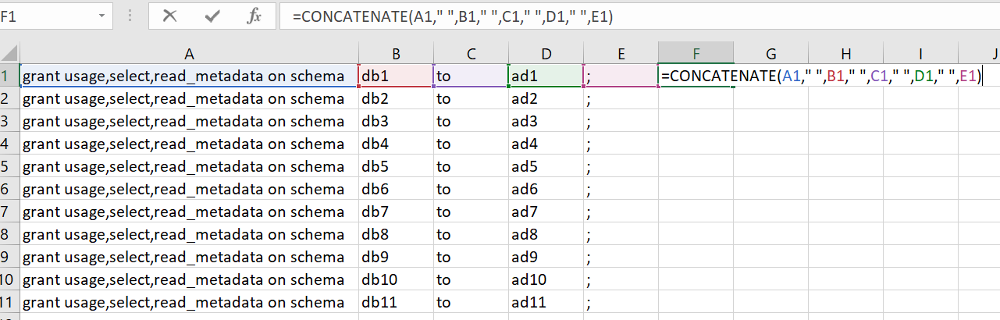 F1 fx =CONCATENATE(A1," ",B1," ",C1," ",D1," ",E1)
A B C D E F G H I J
1 grant usage,select,read_metadata on schema db1 to ad1 ; =CONCATENATE(A1," ",B1," ",C1," ",D1," ",E1)
2 grant usage,select,read_metadata on schema db2 to ad2 ;
3 grant usage,select,read_metadata on schema db3 to ad3 ;
4 grant usage,select,read_metadata on schema db4 to ad4 ;
5 grant usage,select,read_metadata on schema db5 to ad5 ;
6 grant usage,select,read_metadata on schema db6 to ad6 ;
7 grant usage,select,read_metadata on schema db7 to ad7 ;
8 grant usage,select,read_metadata on schema db8 to ad8 ;
9 grant usage,select,read_metadata on schema db9 to ad9 ;
10 grant usage,select,read_metadata on schema db10 to ad10 ;
11 grant usage,select,read_metadata on schema db11 to ad11 ;